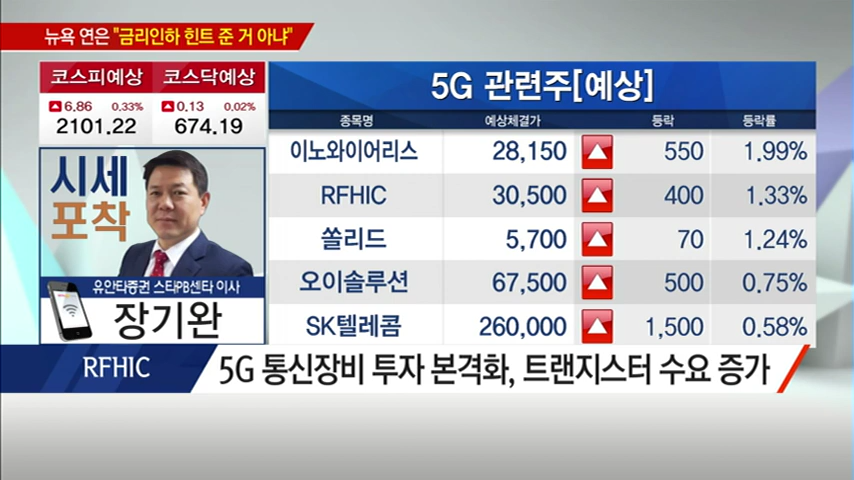 뉴욕 연은 "금리인하 힌트 준 거 아냐"
코스피예상 코스닥예상
6.86 0.33% 0.13 0.02%
2101.22 674.19
시세
포착
유안타증권 스타PB센타 이사
장기완
5G 관련주[예상]
종목명 예상체결가 등락 등락률
이노와이어리스 28,150 550 1.99%
RFHIC 30,500 400 1.33%
쏠리드 5,700 70 1.24%
오이솔루션 67,500 500 0.75%
SK텔레콤 260,000 1,500 0.58%
RFHIC 5G 통신장비 투자 본격화, 트랜지스터 수요 증가